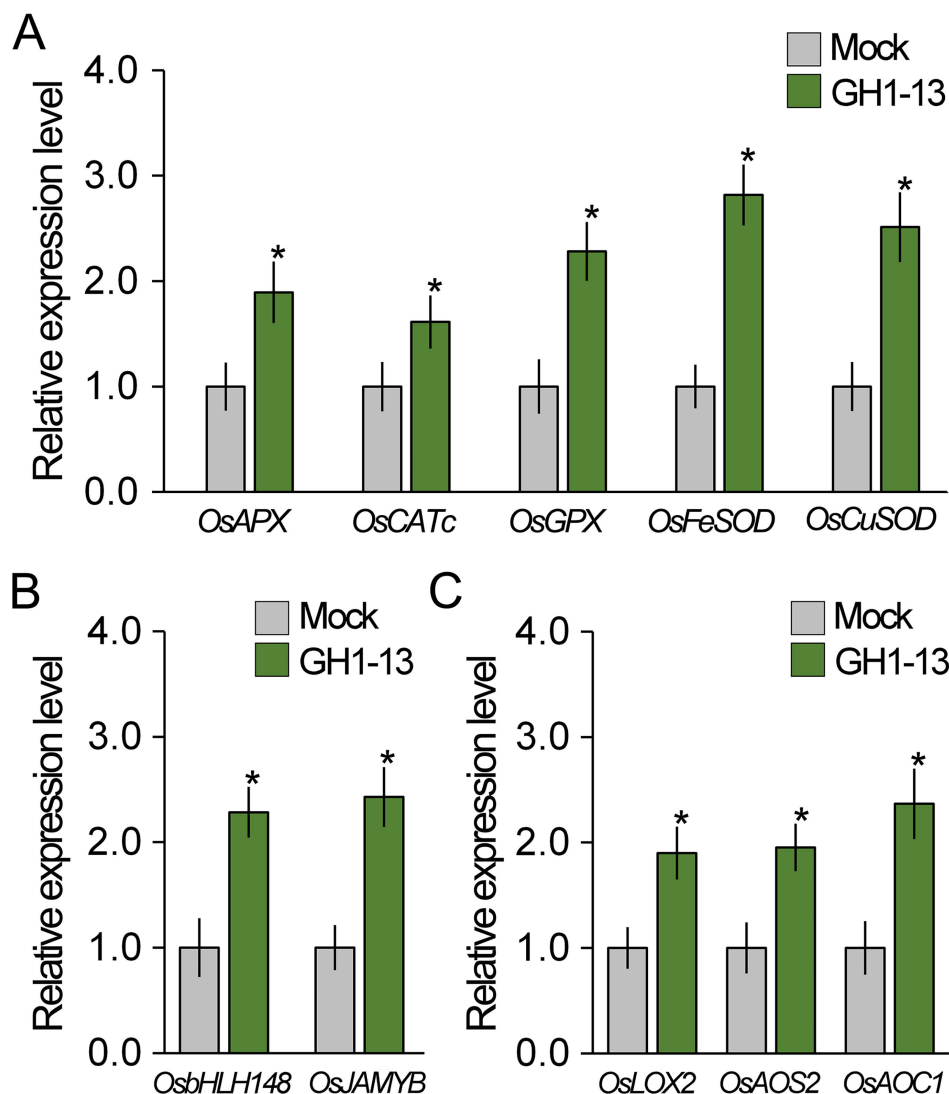 A
Mock
GH1-13
Relative expression level
4.0
3.0
2.0
1.0
0.0
* * * * *
OsAPX OsCATc OsGPX OsFeSOD OsCuSOD
B
Mock
GH1-13
Relative expression level
4.0
3.0
2.0
1.0
0.0
* *
OsbHLH148 OsJAMYB
C
Mock
GH1-13
Relative expression level
4.0
3.0
2.0
1.0
0.0
* * *
OsLOX2 OsAOS2 OsAOC1